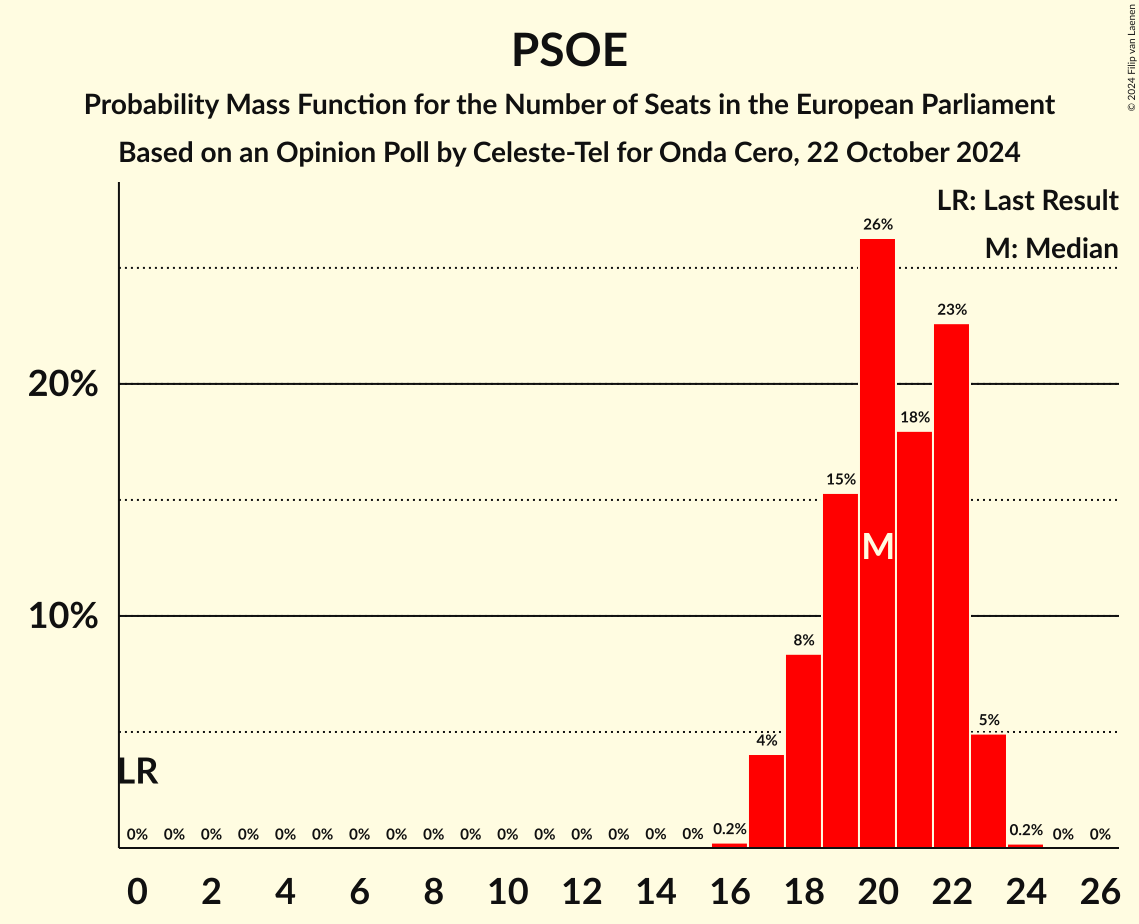 PSOE
Probability Mass Function for the Number of Seats in the European Parliament
Based on an Opinion Poll by Celeste-Tel for Onda Cero, 22 October 2024
© 2024 Filip van Laenen
LR: Last Result
M: Median
26%
23%
20%
18%
15%
M
10%
8%
5%
4%
LR
0% 0% 0% 0% 0% 0% 0% 0% 0% 0% 0% 0% 0% 0% 0% 0% 0.2% 0.2% 0% 0%
0 2 4 6 8 10 12 14 16 18 20 22 24 26